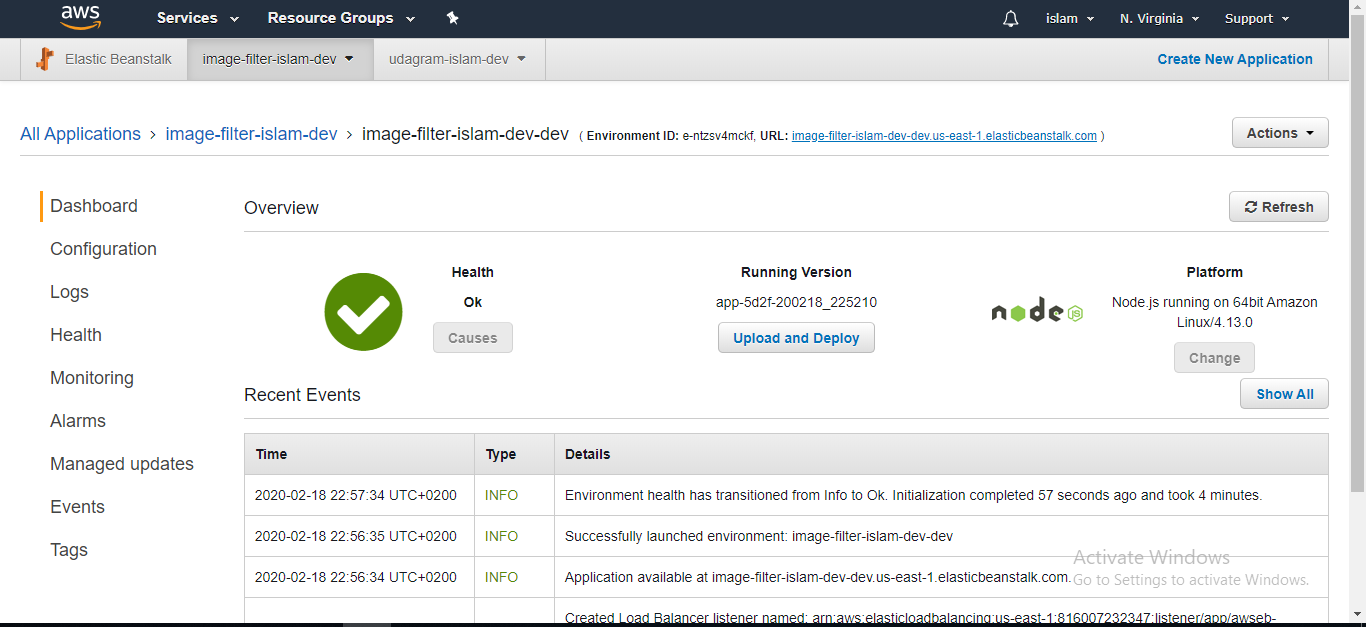 aws Services Resource Groups islam N. Virginia Support
Elastic Beanstalk image-filter-islam-dev udagram-islam-dev Create New Application
All Applications > image-filter-islam-dev > image-filter-islam-dev-dev ( Environment ID: e-ntzsv4mckf, URL: image-filter-islam-dev-dev.us-east-1.elasticbeanstalk.com )
Actions
Dashboard
Configuration
Logs
Health
Monitoring
Alarms
Managed updates
Events
Tags
Overview
Refresh
Health
Ok
Causes
Running Version
app-5d2f-200218_225210
Upload and Deploy
node JS
Platform
Node.js running on 64bit Amazon
Linux/4.13.0
Change
Recent Events
Show All
Time Type Details
2020-02-18 22:57:34 UTC+0200 INFO Environment health has transitioned from Info to Ok. Initialization completed 57 seconds ago and took 4 minutes.
2020-02-18 22:56:35 UTC+0200 INFO Successfully launched environment: image-filter-islam-dev-dev
2020-02-18 22:56:34 UTC+0200 INFO Application available at image-filter-islam-dev-dev.us-east-1.elasticbeanstalk.com.
Created Load Balancer listener named: arn:aws:elasticloadbalancing:us-east-1:816007232347:listener/app/awseb-
Activate Windows
Go to Settings to activate Windows.